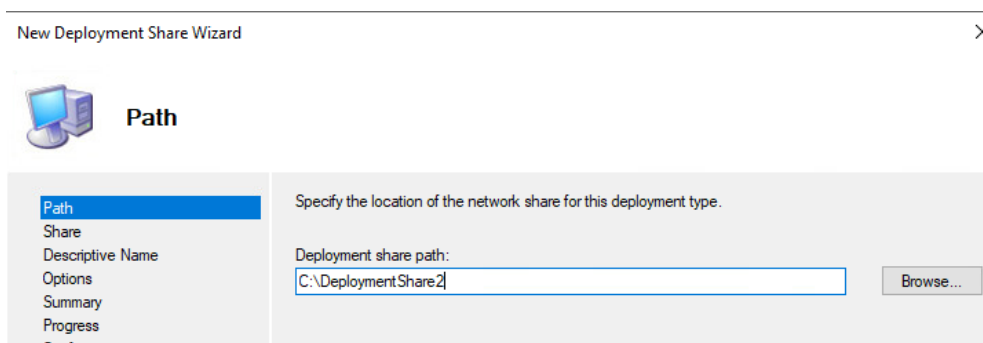 New Deployment Share Wizard
Path
Path
Share
Descriptive Name
Options
Summary
Progress
Specify the location of the network share for this deployment type.
Deployment share path:
C:\DeploymentShare2
Browse...